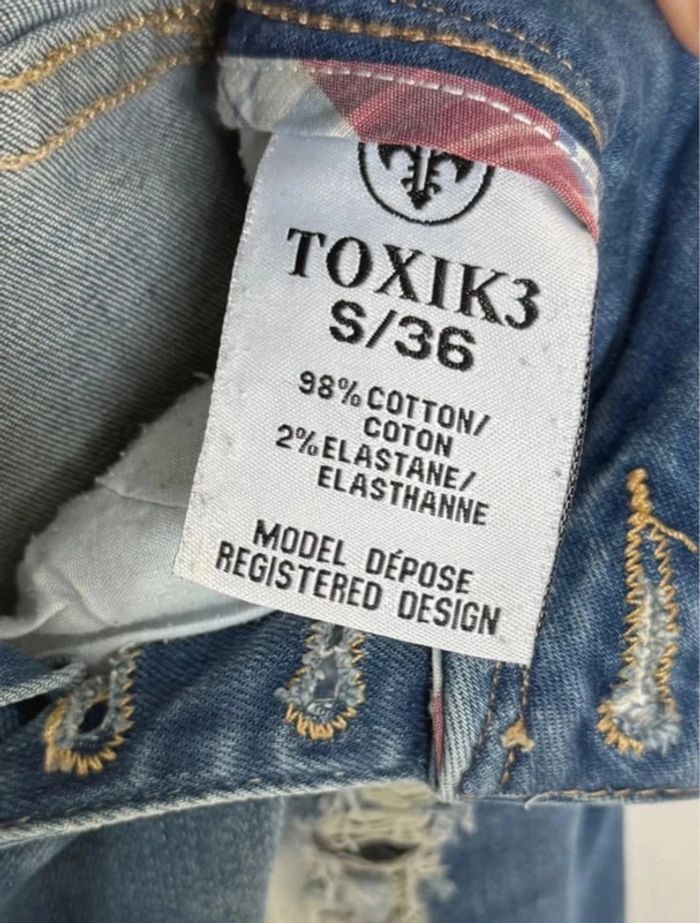 TOXIK3
S/36
98% COTTON/
COTON
2% ELASTANE/
ELASTHANNE
MODEL DÉPOSE
REGISTERED DESIGN